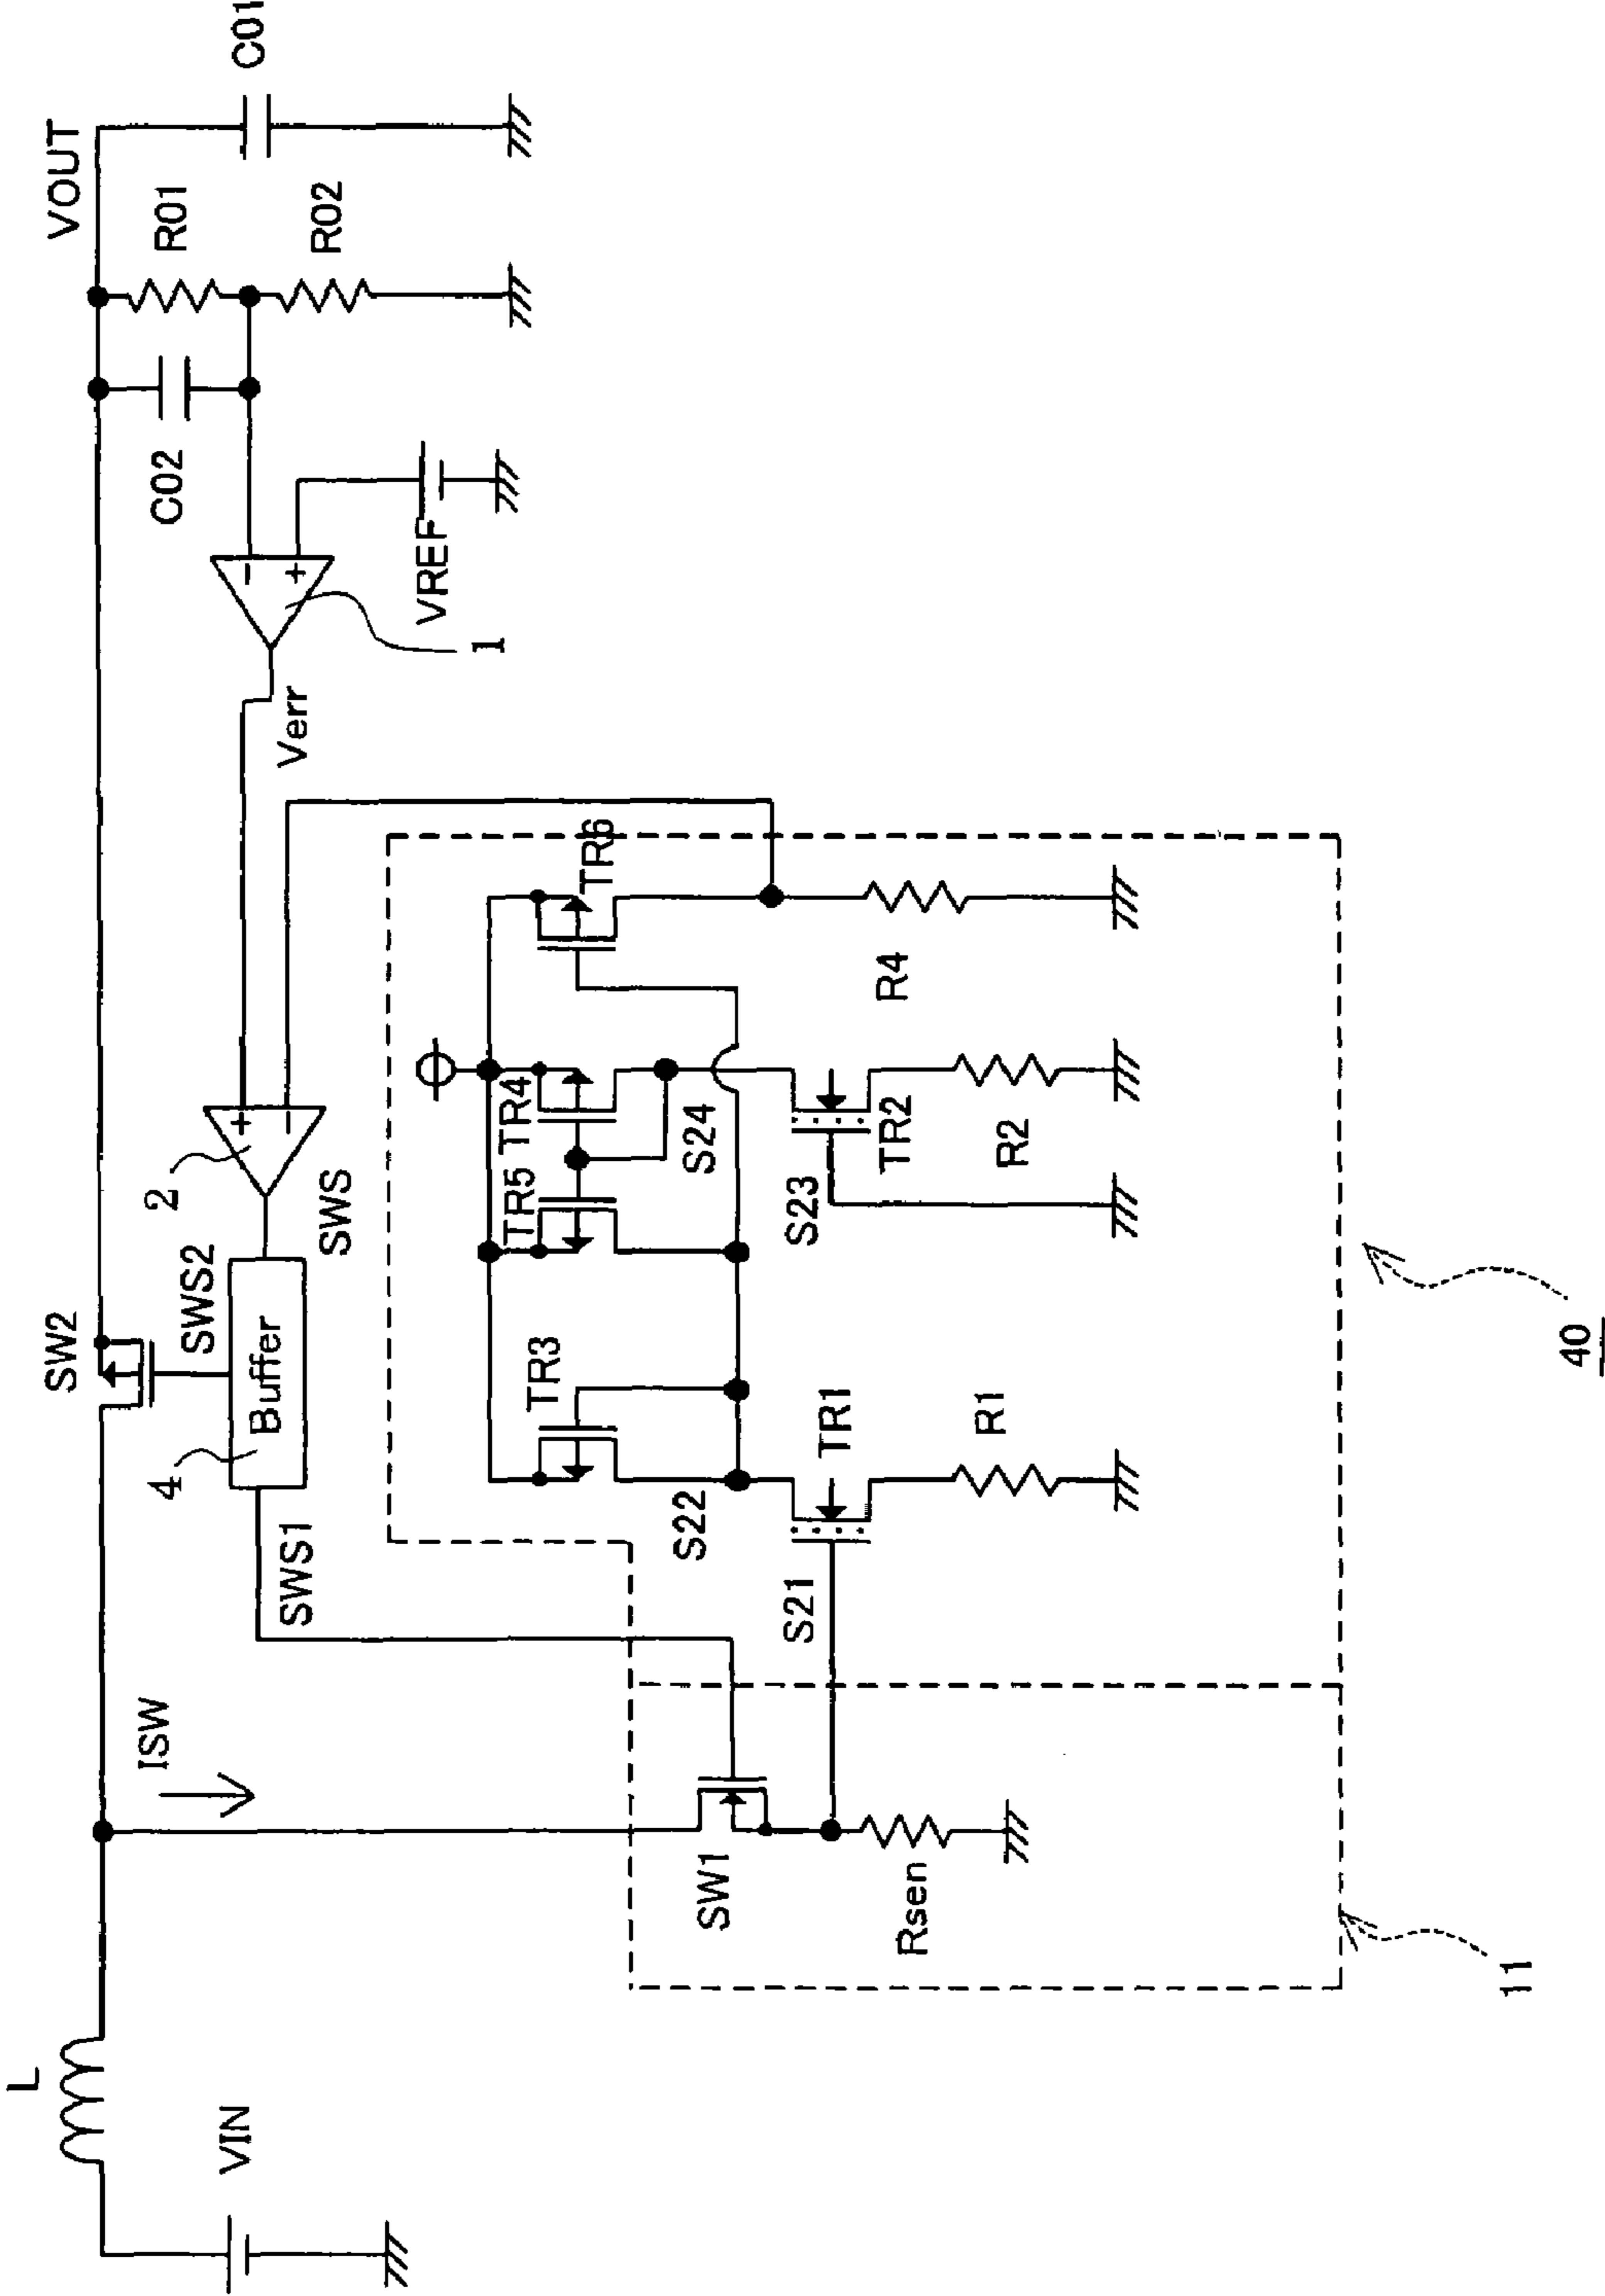 L
VIN
ISW
SW2
VOUT
SWS2
SWS1
4
Buffer
SWS
2
+
-
Verr
1
-
+
VREF
C02
R01
R02
C01
SW1
Rsen
S21
S22
TR3
TR1
R1
TR5
TR4
S24
S23
TR2
R2
TR6
R4
11
40